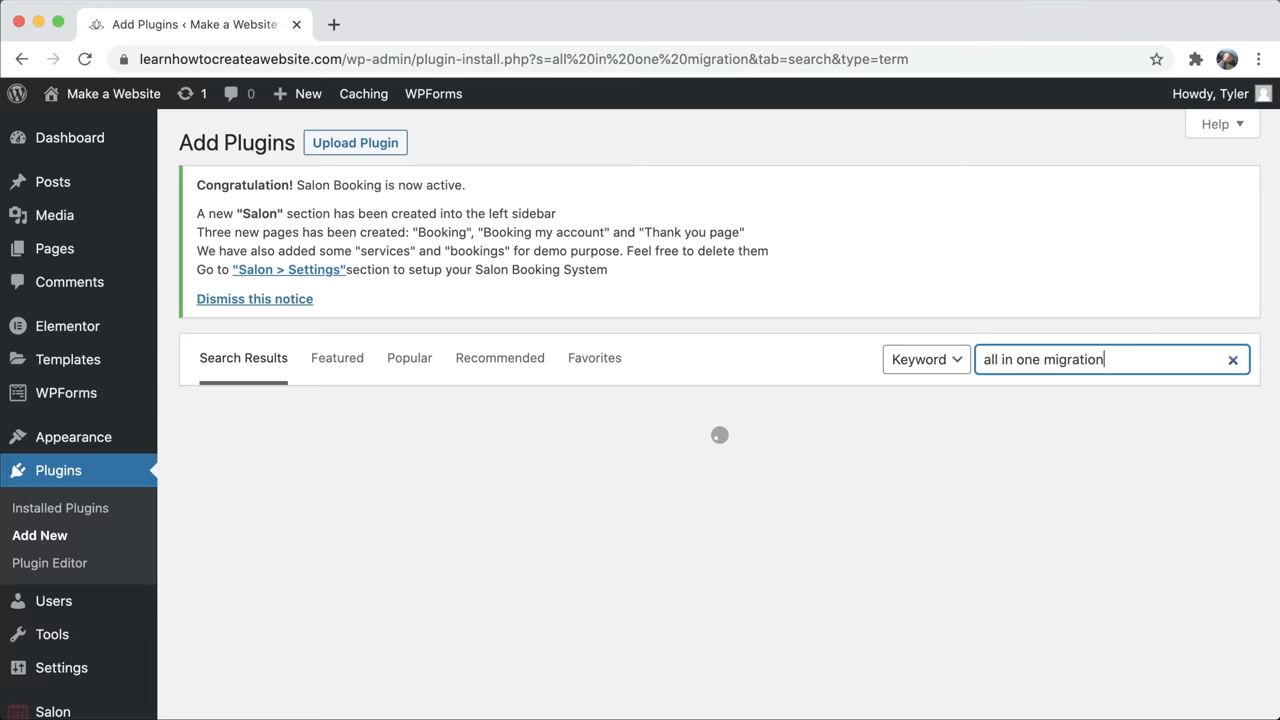 Add Plugins ‹ Make a Website -
learnhowtocreateawebsite.com/wp-admin/plugin-install.php?s=all%20in%20one%20migration&tab=search&type=term
Make a Website 1 0 New Caching WPForms Howdy, Tyler
Help
Add Plugins Upload Plugin
Congratulation! Salon Booking is now active.
A new "Salon" section has been created into the left sidebar
Three new pages has been created: "Booking", "Booking my account" and "Thank you page"
We have also added some "services" and "bookings" for demo purpose. Feel free to delete them
Go to "Salon > Settings"section to setup your Salon Booking System
Dismiss this notice
Search Results Featured Popular Recommended Favorites Keyword all in one migration
Dashboard
Posts
Media
Pages
Comments
Elementor
Templates
WPForms
Appearance
Plugins
Installed Plugins
Add New
Plugin Editor
Users
Tools
Settings
Salon